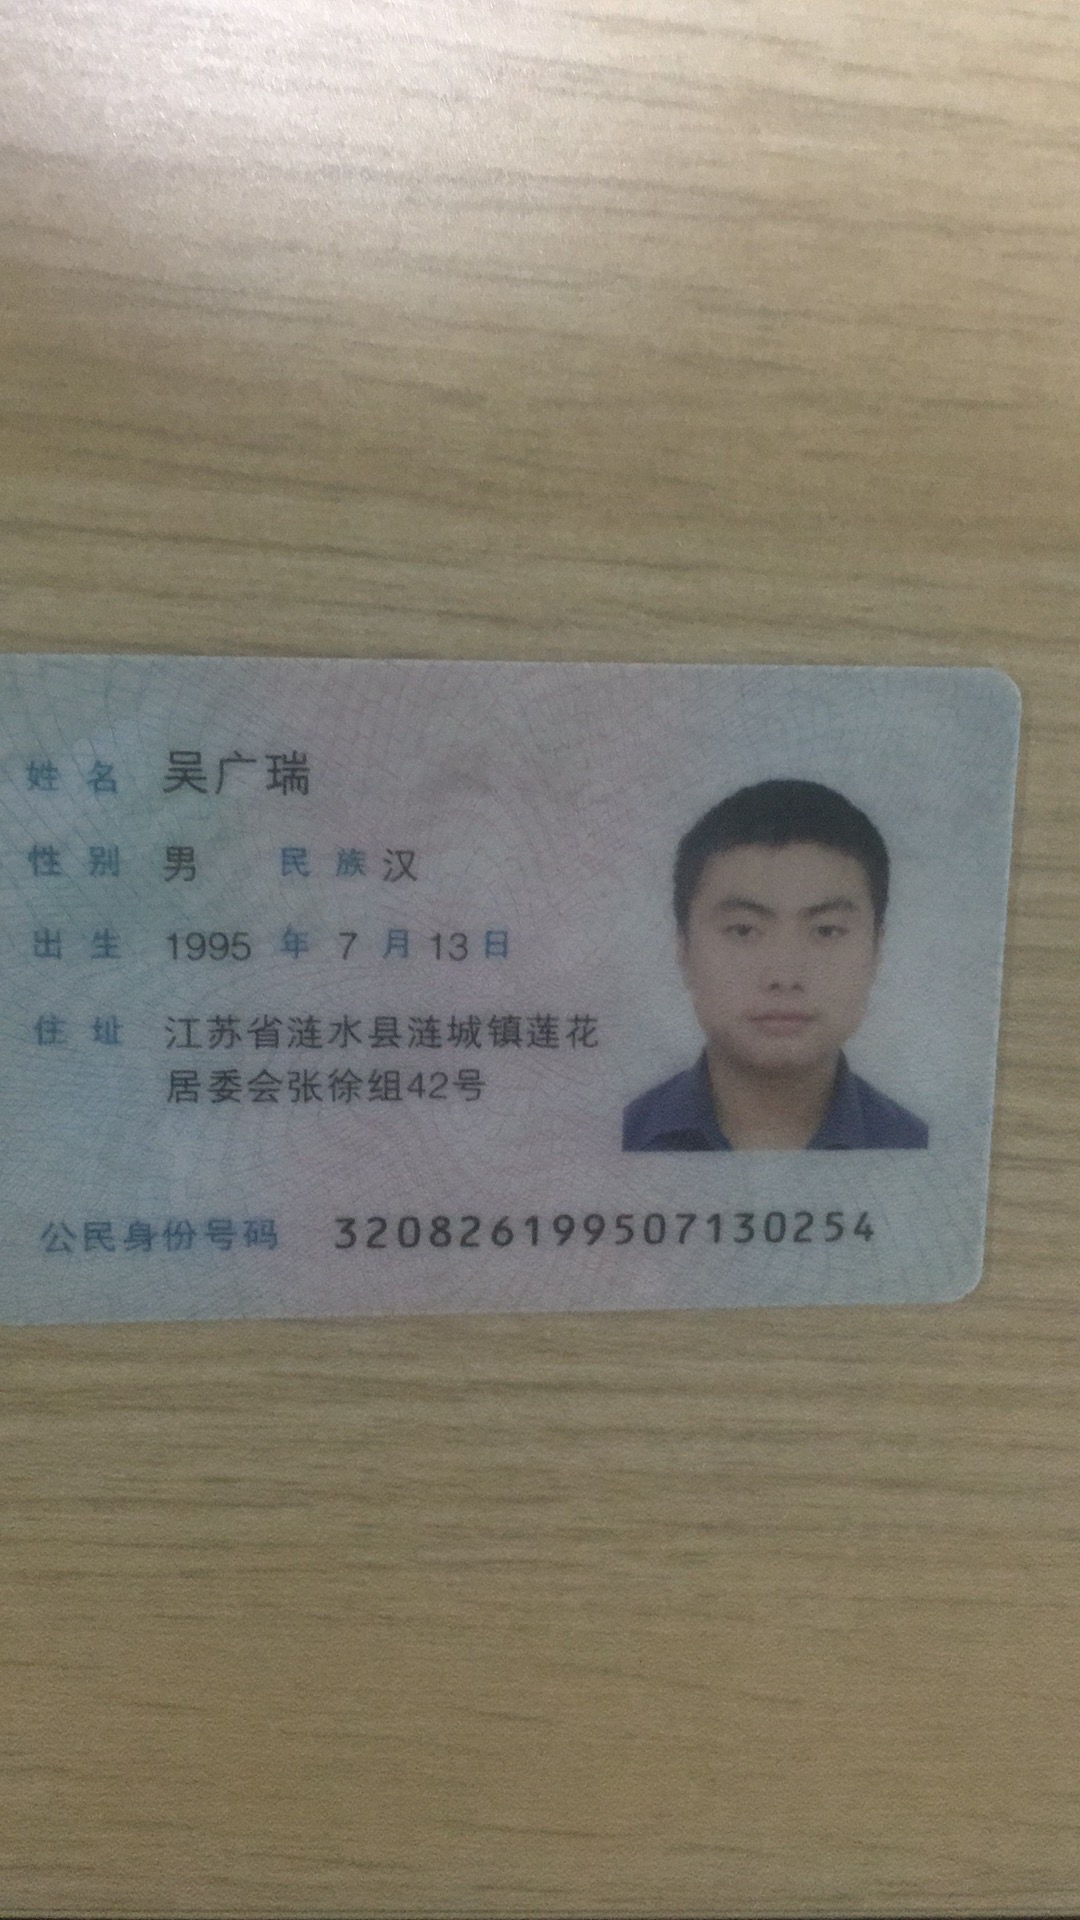 姓名 吴广瑞
性别 男 民族 汉
出生 1995 年 7 月 13 日
住址 江苏省涟水县涟城镇莲花
居委会张徐组42号
公民身份号码 320826199507130254